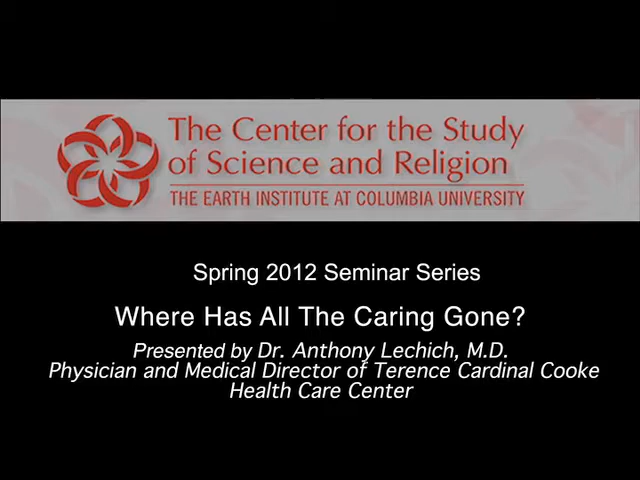 The Center for the Study
of Science and Religion
THE EARTH INSTITUTE AT COLUMBIA UNIVERSITY
Spring 2012 Seminar Series
Where Has All The Caring Gone?
Presented by Dr. Anthony Lechich, M.D.
Physician and Medical Director of Terence Cardinal Cooke
Health Care Center